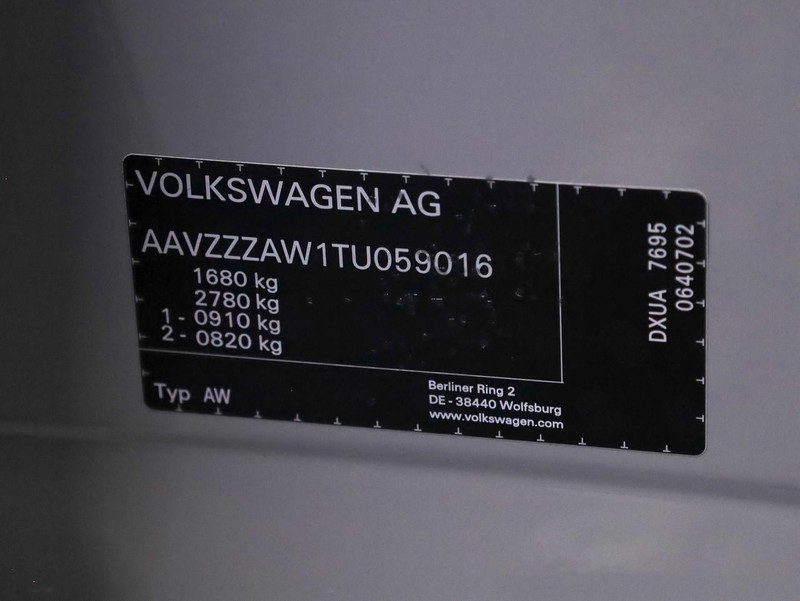 VOLKSWAGEN AG
AAVZZZAW1TU059016
1680 kg
2780 kg
1 - 0910 kg
2 - 0820 kg
Typ AW
Berliner Ring 2
DE - 38440 Wolfsburg
www.volkswagen.com
DXUA 7695
0640702